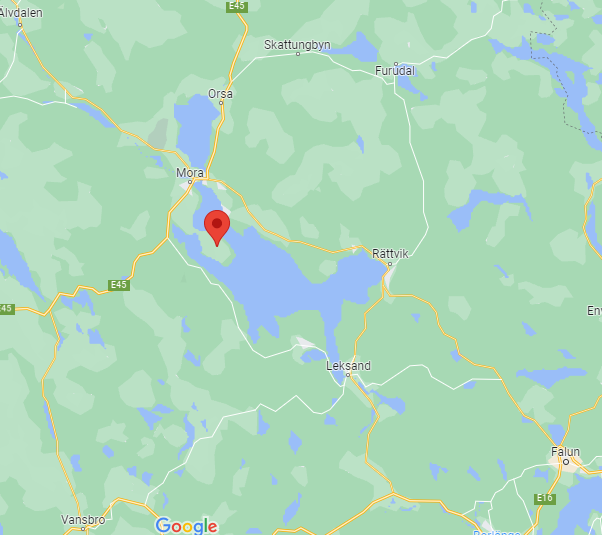 E45
Älvdalen
Skattungbyn
Furudal
Orsa
Mora
Rättvik
E45
E45
Env
Leksand
Falun
E16
Vansbro
Google